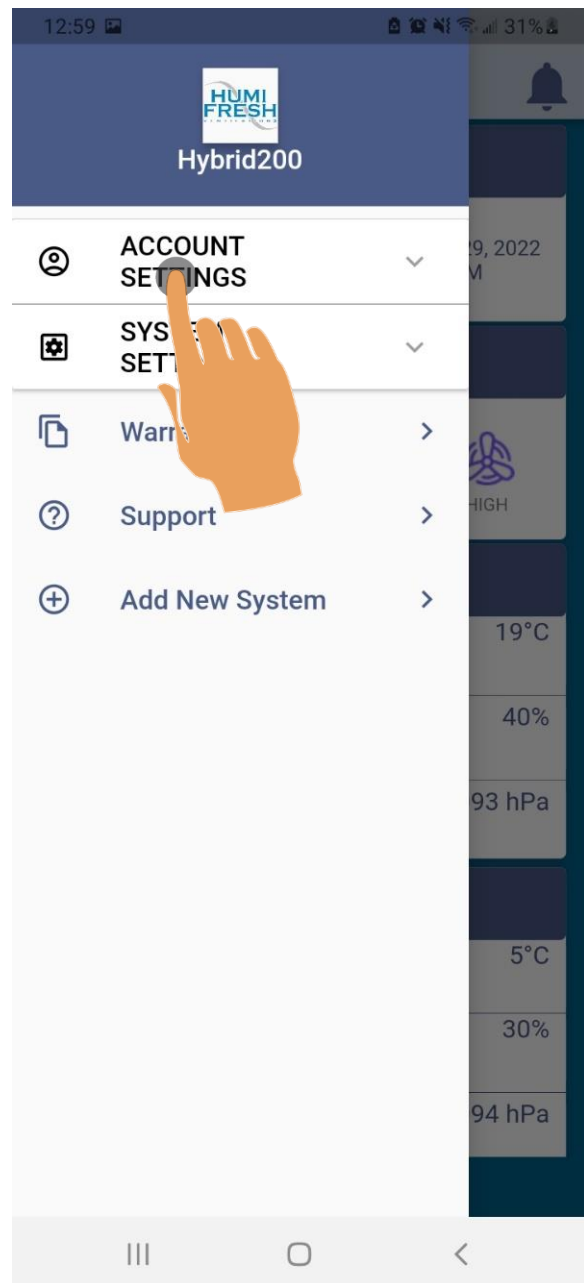 12:59
31%
HUMI
FRESH
Hybrid200
ACCOUNT
SETTINGS
29, 2022
M
SYS
SETT
Warr
HIGH
Support
Add New System
19°C
40%
93 hPa
5°C
30%
94 hPa